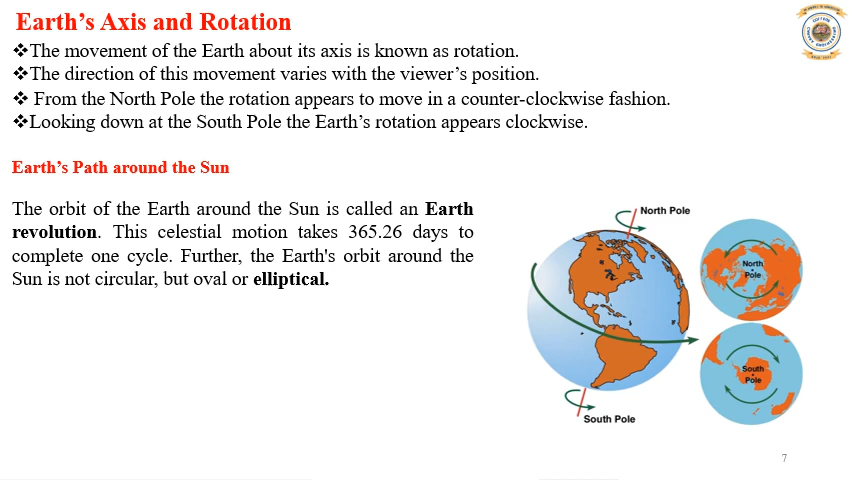 Earth’s Axis and Rotation
❖The movement of the Earth about its axis is known as rotation.
❖The direction of this movement varies with the viewer’s position.
❖ From the North Pole the rotation appears to move in a counter-clockwise fashion.
❖Looking down at the South Pole the Earth’s rotation appears clockwise.
Earth’s Path around the Sun
The orbit of the Earth around the Sun is called an Earth
revolution. This celestial motion takes 365.26 days to
complete one cycle. Further, the Earth's orbit around the
Sun is not circular, but oval or elliptical.
North Pole
North
Pole
South
Pole
South Pole
7